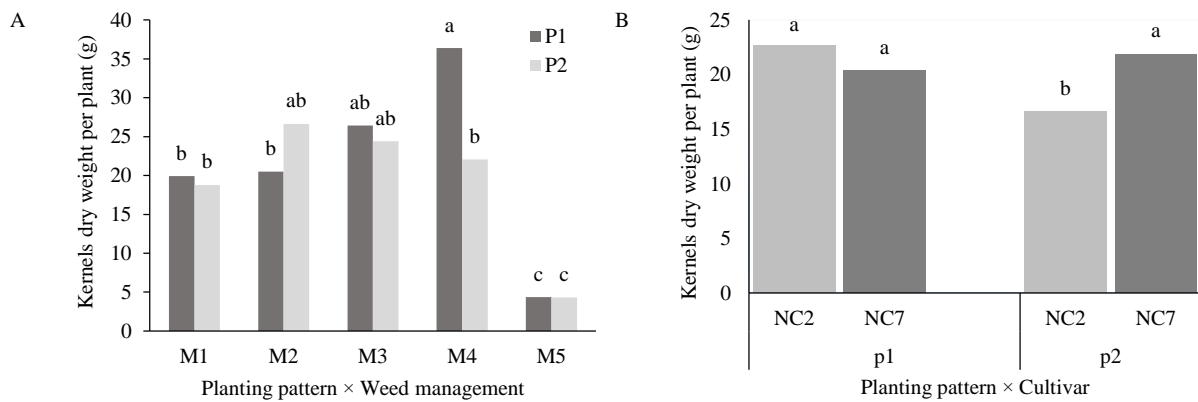 A
Kernels dry weight per plant (g)
40
35
30
25
20
15
10
5
0
P1
P2
b
b
b
ab
ab
ab
a
b
c
c
M1
M2
M3
M4
M5
Planting pattern × Weed management
B
Kernels dry weight per plant (g)
25
20
15
10
5
0
a
a
b
a
NC2
NC7
NC2
NC7
p1
p2
Planting pattern × Cultivar